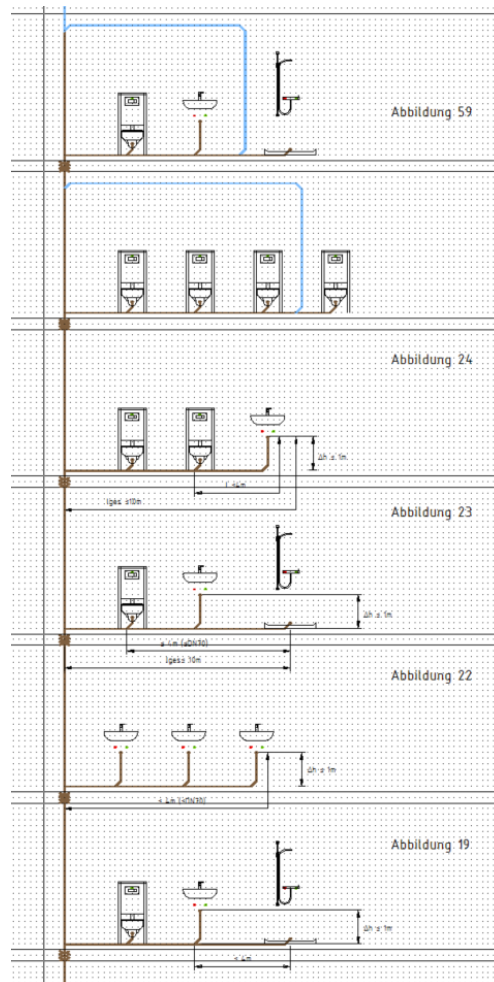 Abbildung 59
Abbildung 24
Δh ≤ 1m
l <4m
lges. ≤10m
Abbildung 23
Δh ≤ 1m
≤ 4m (≤DN70)
lges≤ 10m
Abbildung 22
Δh ≤ 1m
< 4m (<DN70)
Abbildung 19
Δh ≤ 1m
< 4m